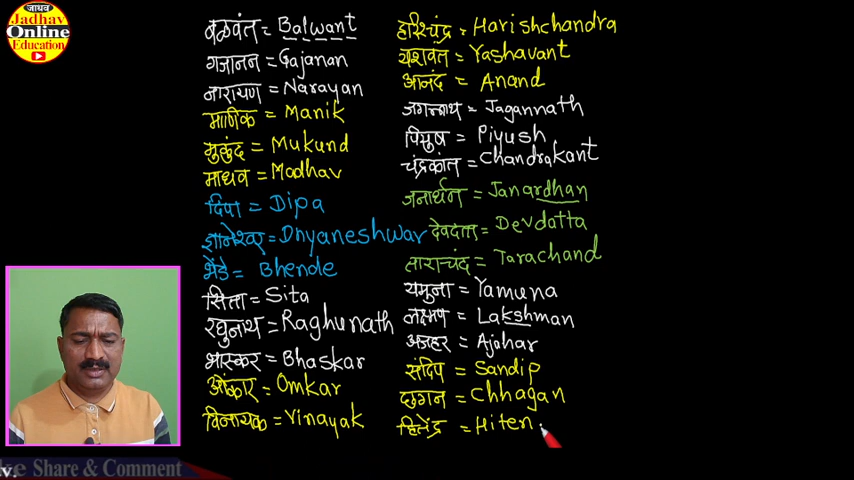 जाधव
Jadhav
Online
Education
बळवंत = Balwant
गजानन = Gajanan
नारायण = Narayan
माणिक = Manik
मुकुंद = Mukund
माधव = Madhav
दिपा = Dipa
ज्ञानेश्वर = Dnyaneshwar
भेंडे = Bhende
सिता = Sita
रघुनाथ = Raghunath
भास्कर = Bhaskar
ओंकार = Omkar
विनायक = Vinayak
हरिश्चंद्र = Harishchandra
यशवंत = Yashavant
आनंद = Anand
जगन्नाथ = Jagannath
पियुष = Piyush
चंद्रकांत = Chandrakant
जनार्धन = Janardhan
देवदत्त = Devdatta
ताराचंद = Tarachand
यमुना = Yamuna
लक्ष्मण = Lakshman
अजहर = Ajahar
संदिप = Sandip
छगन = Chhagan
हितेंद्र = Hiten
v.
Share & Comment